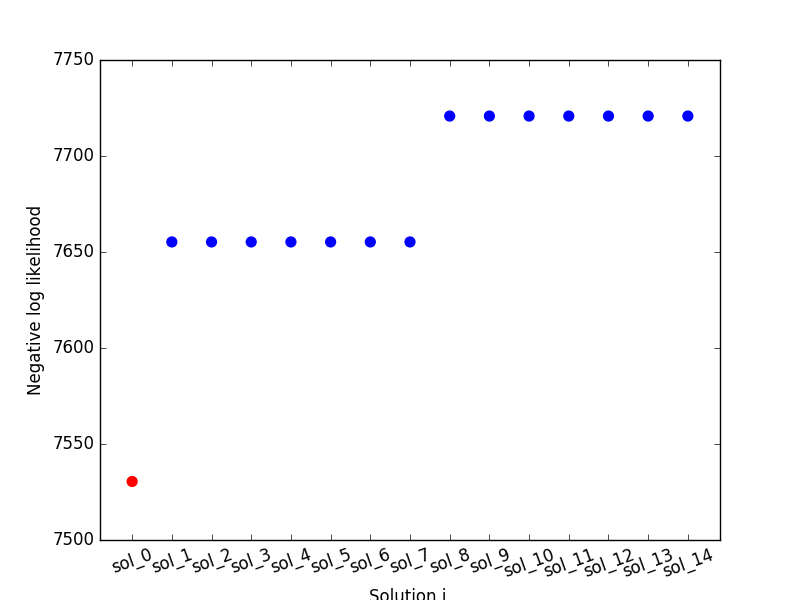 7750
7700
7650
7600
7550
7500
Negative log likelihood
sol_0 sol_1 sol_2 sol_3 sol_4 sol_5 sol_6 sol_7 sol_8 sol_9 sol_10 sol_11 sol_12 sol_13 sol_14
Solution i